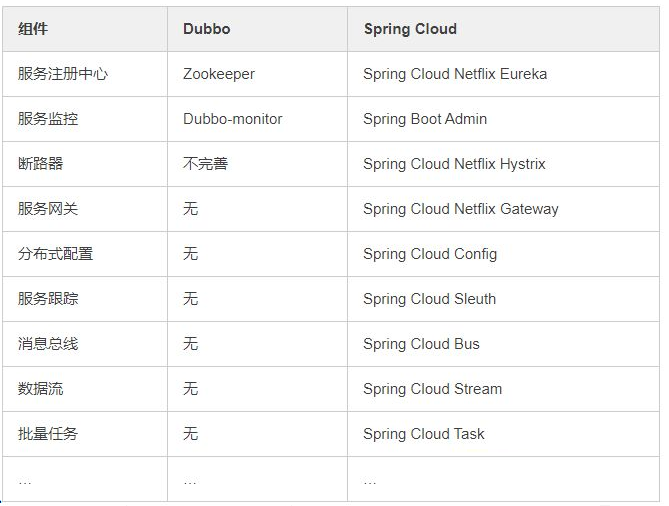 组件 Dubbo Spring Cloud
服务注册中心 Zookeeper Spring Cloud Netflix Eureka
服务监控 Dubbo-monitor Spring Boot Admin
断路器 不完善 Spring Cloud Netflix Hystrix
服务网关 无 Spring Cloud Netflix Gateway
分布式配置 无 Spring Cloud Config
服务跟踪 无 Spring Cloud Sleuth
消息总线 无 Spring Cloud Bus
数据流 无 Spring Cloud Stream
批量任务 无 Spring Cloud Task
… … …